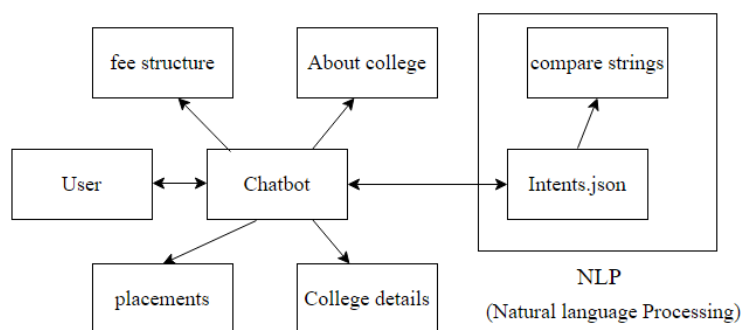 fee structure
About college
compare strings
User
Chatbot
Intents.json
placements
College details
NLP
(Natural language Processing)